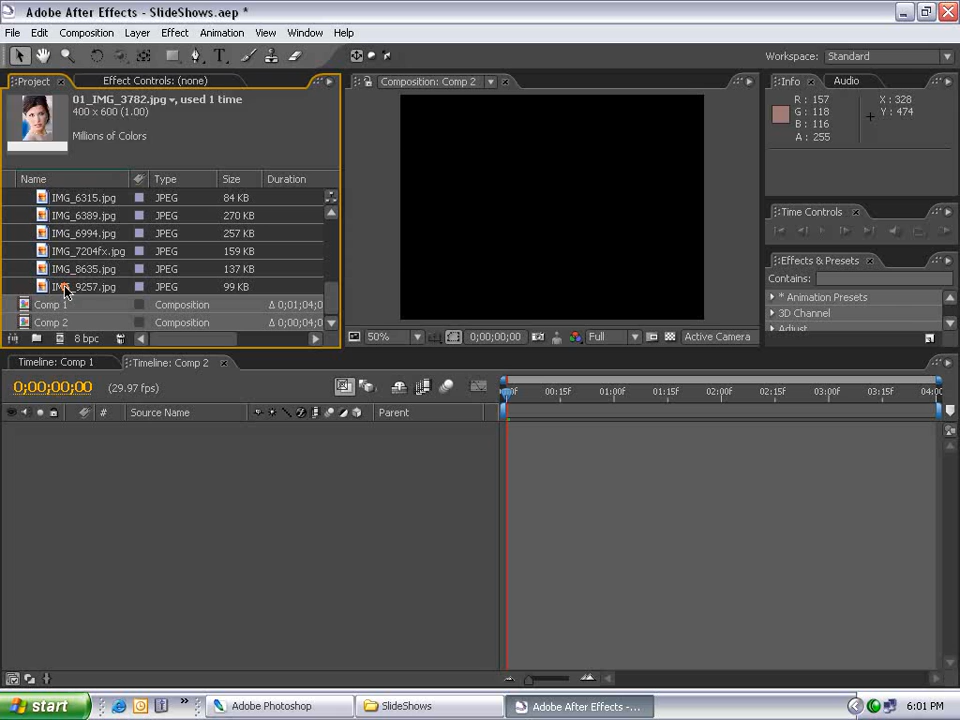 Adobe After Effects - SlideShows.aep *
File Edit Composition Layer Effect Animation View Window Help
Workspace: Standard
Project Effect Controls: (none)
01_IMG_3782.jpg, used 1 time
400 x 600 (1.00)
Millions of Colors
Name Type Size Duration
IMG_6315.jpg JPEG 84 KB
IMG_6389.jpg JPEG 270 KB
IMG_6994.jpg JPEG 257 KB
IMG_7204fx.jpg JPEG 159 KB
IMG_8635.jpg JPEG 137 KB
IMG_9257.jpg JPEG 99 KB
Comp 1 Composition Δ 0;01;04;0
Comp 2 Composition Δ 0;00;04;0
8 bpc
Composition: Comp 2
50% 0;00;00;00 Full Active Camera
Info Audio
R: 157 X: 328
G: 118 Y: 474
B: 116
A: 255
Time Controls
Effects & Presets
Contains:
* Animation Presets
3D Channel
Adjust
Timeline: Comp 1 Timeline: Comp 2
0;00;00;00 (29.97 fps)
00:15F 01:00F 01:15F 02:00F 02:15F 03:00F 03:15F 04:00
# Source Name Parent
start Adobe Photoshop SlideShows Adobe After Effects -... 6:01 PM